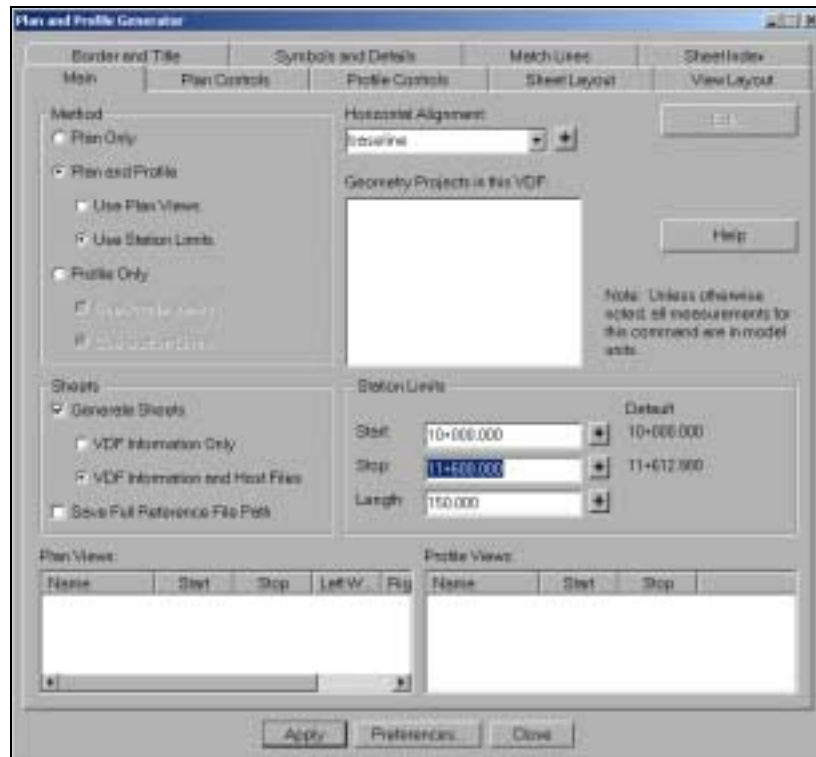 Plan and Profile Generator
Border and Title
Symbols and Details
Match Lines
Sheet Index
Main
Plan Controls
Profile Controls
Sheet Layout
View Layout
Method
Plan Only
Plan and Profile
Use Plan Views
Use Station Limits
Profile Only
Horizontal Alignment:
baseline
Geometry Projects in this VDF:
Help
Note: Unless otherwise
noted, all measurements for
this command are in model
units.
Sheets
Generate Sheets
VDF Information Only
VDF Information and Host Files
Save Full Reference File Path
Station Limits
Default
Start: 10+000.000 10+000.000
Stop: 11+600.000
Length: 150.000
Plan Views:
Name Start Stop Left W... Rig
Profile Views:
Name Start Stop
Apply
Preferences...
Close